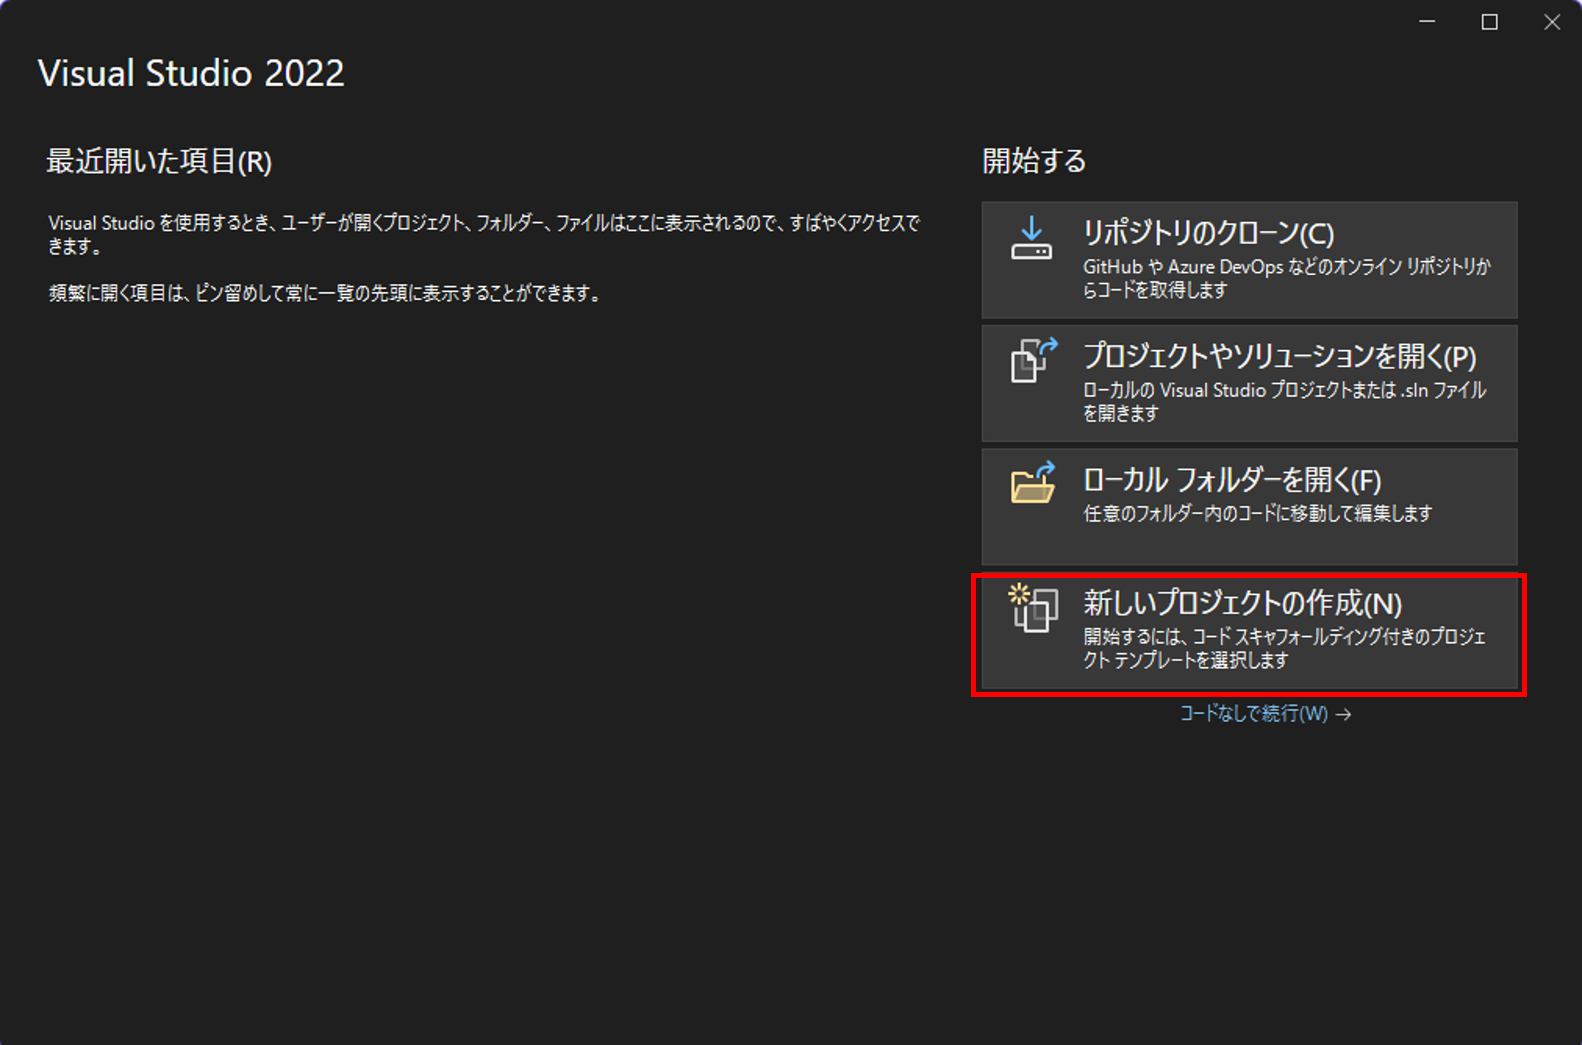 Visual Studio 2022
最近開いた項目(R)
Visual Studio を使用するとき、ユーザーが開くプロジェクト、フォルダー、ファイルはここに表示されるので、すばやくアクセスで
きます。
頻繁に開く項目は、ピン留めして常に一覧の先頭に表示することができます。
開始する
リポジトリのクローン(C)
GitHub や Azure DevOps などのオンライン リポジトリか
らコードを取得します
プロジェクトやソリューションを開く(P)
ローカルの Visual Studio プロジェクトまたは .sln ファイル
を開きます
ローカル フォルダーを開く(F)
任意のフォルダー内のコードに移動して編集します
新しいプロジェクトの作成(N)
開始するには、コード スキャフォールディング付きのプロジェ
クト テンプレートを選択します
コードなしで続行(W) →